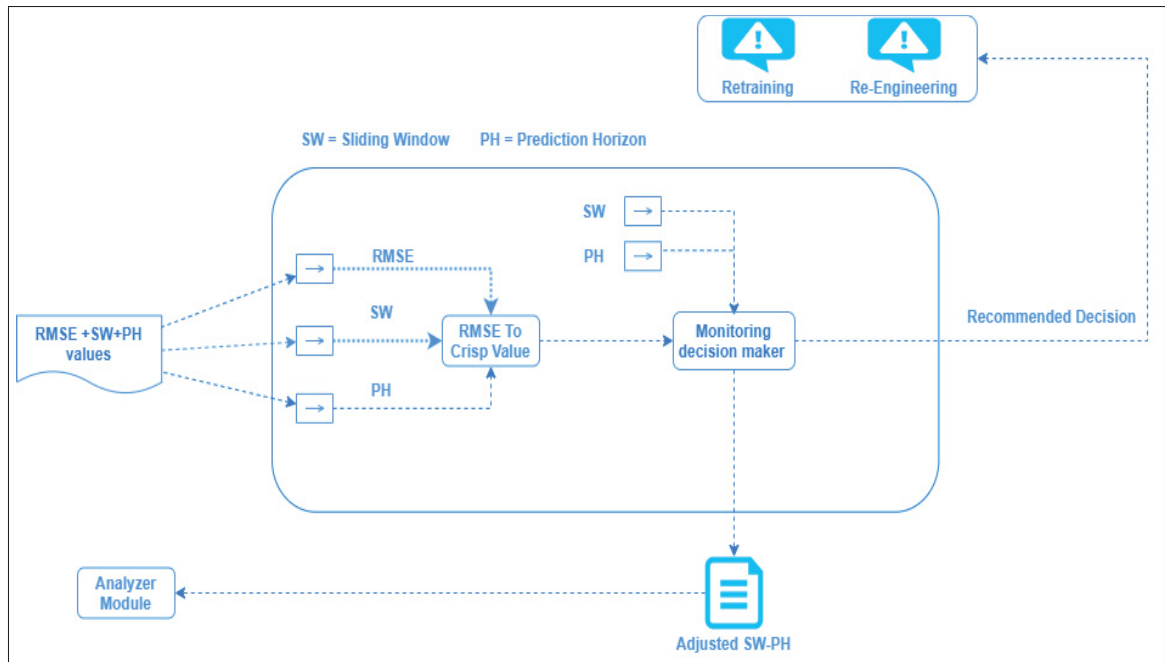 Retraining
Re-Engineering
SW = Sliding Window
PH = Prediction Horizon
SW
PH
RMSE
SW
PH
RMSE +SW+PH
values
RMSE To
Crisp Value
Monitoring
decision maker
Recommended Decision
Analyzer
Module
Adjusted SW-PH